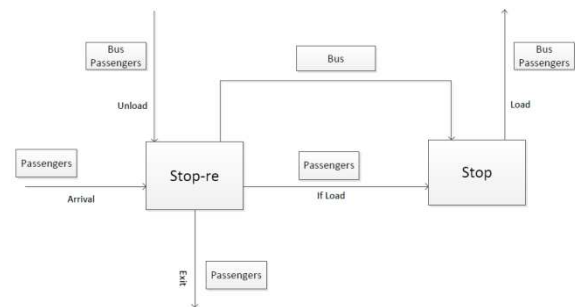 Bus
Passengers
Bus
Bus
Passengers
Unload
Load
Passengers
Stop-re
Passengers
Stop
Arrival
If Load
Exit
Passengers